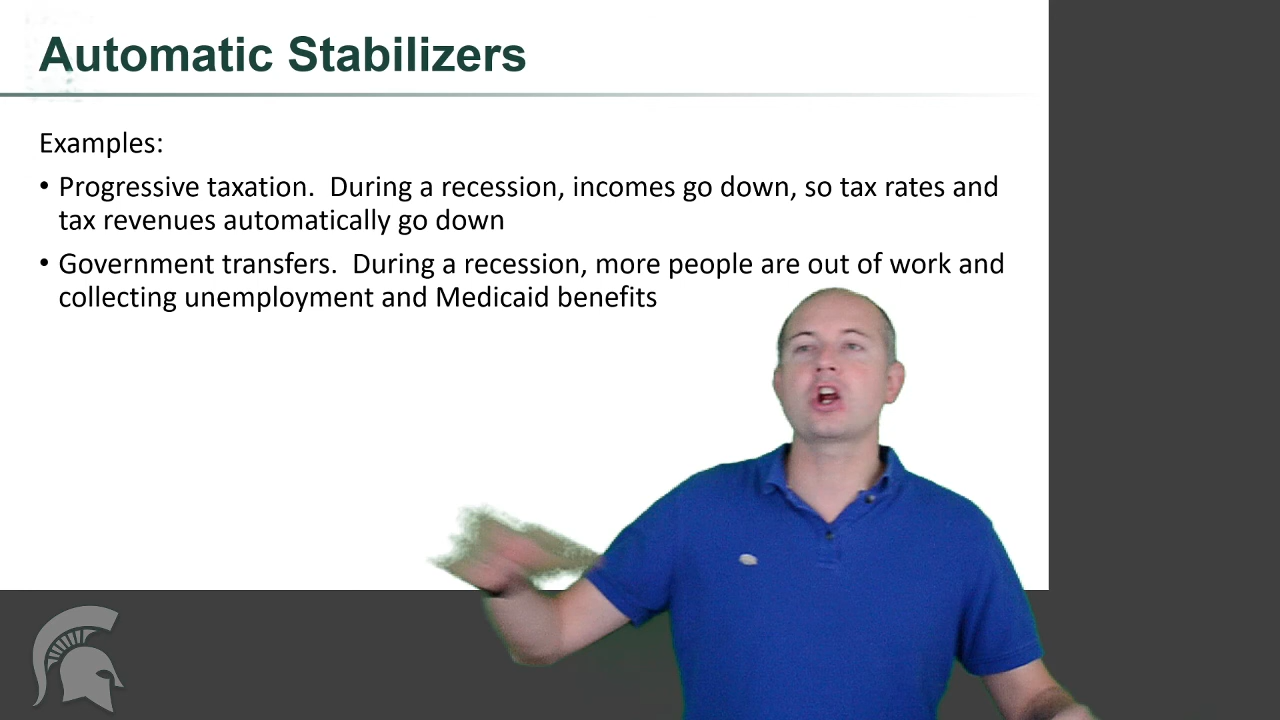 Automatic Stabilizers
Examples:
• Progressive taxation.  During a recession, incomes go down, so tax rates and
tax revenues automatically go down
• Government transfers.  During a recession, more people are out of work and
collecting unemployment and Medicaid benefits